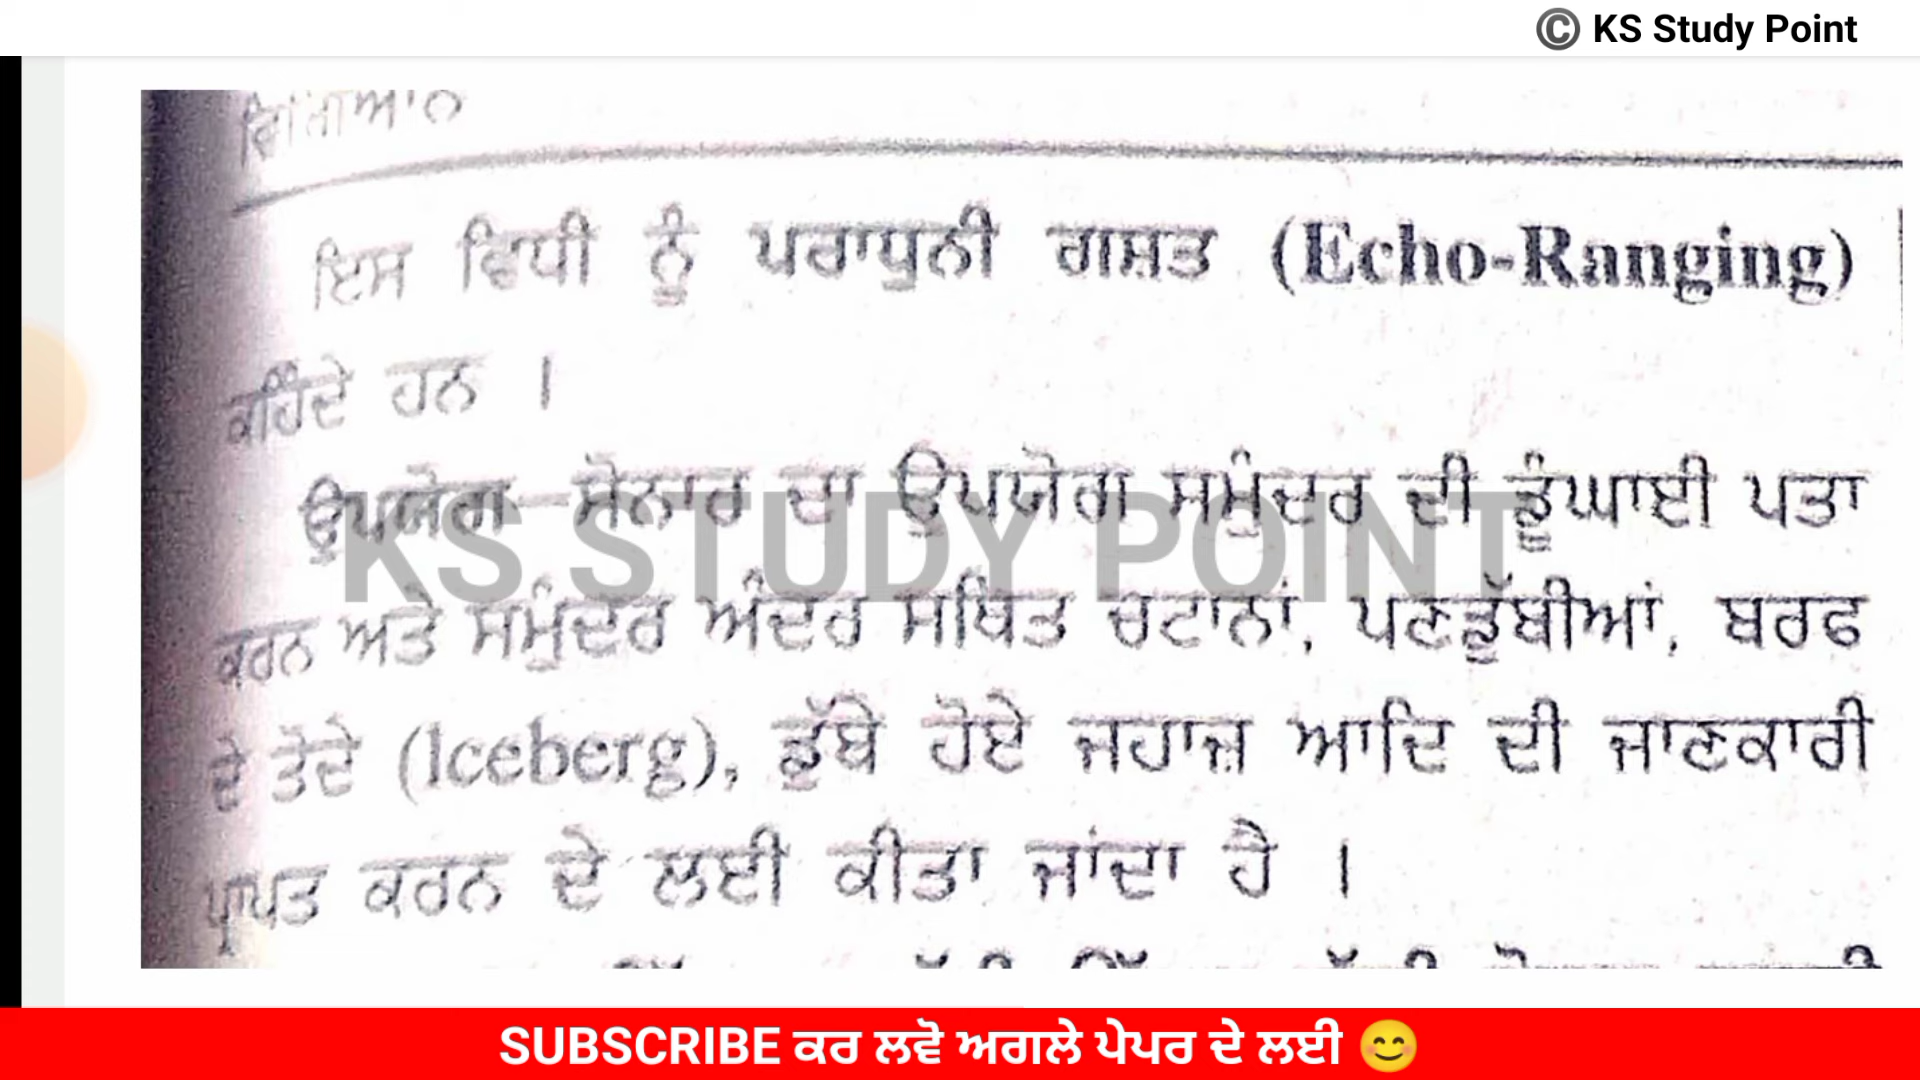 © KS Study Point
ਵਿਗਿਆਨ
ਇਸ ਵਿਧੀ ਨੂੰ ਪਰਾਧੁਨੀ ਗਸ਼ਤ (Echo-Ranging)
ਕਹਿੰਦੇ ਹਨ ।
ਉਪਯੋਗ—ਸੋਨਾਰ ਦਾ ਉਪਯੋਗ ਸਮੁੰਦਰ ਦੀ ਡੂੰਘਾਈ ਪਤਾ
KS STUDY POINT
ਕਰਨ ਅਤੇ ਸਮੁੰਦਰ ਅੰਦਰ ਸਥਿਤ ਚਟਾਨਾਂ, ਪਣਡੁੱਬੀਆਂ, ਬਰਫ
ਦੇ ਤੋਦੇ (Iceberg), ਡੁੱਬੇ ਹੋਏ ਜਹਾਜ਼ ਆਦਿ ਦੀ ਜਾਣਕਾਰੀ
ਪ੍ਰਾਪਤ ਕਰਨ ਦੇ ਲਈ ਕੀਤਾ ਜਾਂਦਾ ਹੈ ।
SUBSCRIBE ਕਰ ਲਵੋ ਅਗਲੇ ਪੇਪਰ ਦੇ ਲਈ 😊